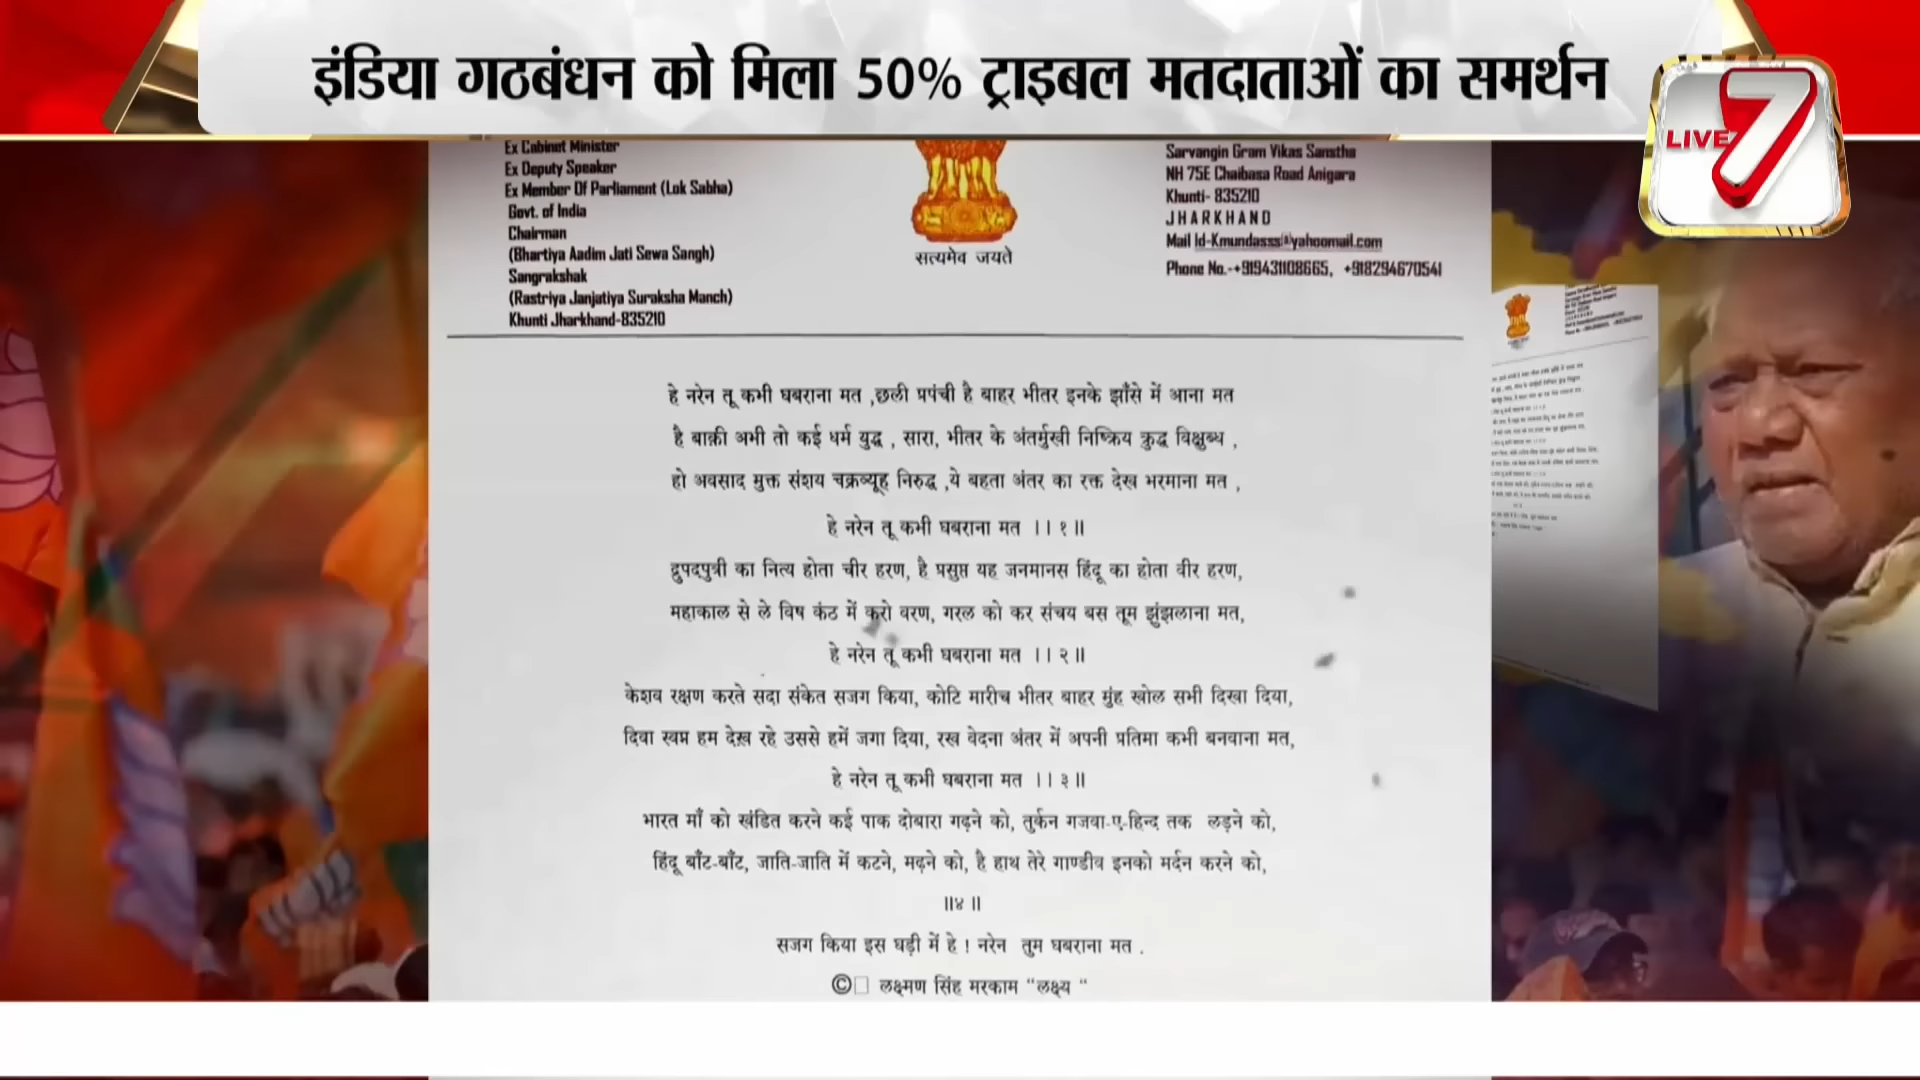 इंडिया गठबंधन को मिला 50% ट्राइबल मतदाताओं का समर्थन
LIVE 7
Ex Cabinet Minister
Ex Deputy Speaker
Ex Member Of Parliament (Lok Sabha)
Govt. of India
Chairman
(Bhartiya Aadim Jati Sewa Sangh)
Sangrakshak
(Rastriya Janjatiya Suraksha Manch)
Khunti Jharkhand-835210
सत्यमेव जयते
Sarvangin Gram Vikas Sanstha
NH 75E Chaibasa Road Anigara
Khunti- 835210
JHARKHAND
Mail Id-Kmundasss@yahoomail.com
Phone No.-+919431108665, +918294670541
हे नरेन तू कभी घबराना मत ,छली प्रपंची है बाहर भीतर इनके झाँसे में आना मत
है बाक़ी अभी तो कई धर्म युद्ध , सारा, भीतर के अंतर्मुखी निष्क्रिय क्रुद्ध विक्षुब्ध ,
हो अवसाद मुक्त संशय चक्रव्यूह निरुद्ध ,ये बहता अंतर का रक्त देख भरमाना मत ,
हे नरेन तू कभी घबराना मत ।।१॥
द्रुपदपुत्री का नित्य होता चीर हरण, है प्रसुप्त यह जनमानस हिंदू का होता वीर हरण,
महाकाल से ले विष कंठ में करो वरण, गरल को कर संचय बस तूम झुंझलाना मत,
हे नरेन तू कभी घबराना मत ।।२॥
केशव रक्षण करते सदा संकेत सजग किया, कोटि मारीच भीतर बाहर मुंह खोल सभी दिखा दिया,
दिवा स्वप्न हम देख़ रहे उससे हमें जगा दिया, रख वेदना अंतर में अपनी प्रतिमा कभी बनवाना मत,
हे नरेन तू कभी घबराना मत ।।३॥
भारत माँ को खंडित करने कई पाक दोबारा गढ़ने को, तुर्कन गजवा-ए-हिन्द तक लड़ने को,
हिंदू बाँट-बाँट, जाति-जाति में कटने, मढ़ने को, है हाथ तेरे गाण्डीव इनको मर्दन करने को,
॥४॥
सजग किया इस घड़ी में हे ! नरेन तुम घबराना मत .
©□ लक्ष्मण सिंह मरकाम "लक्ष्य "